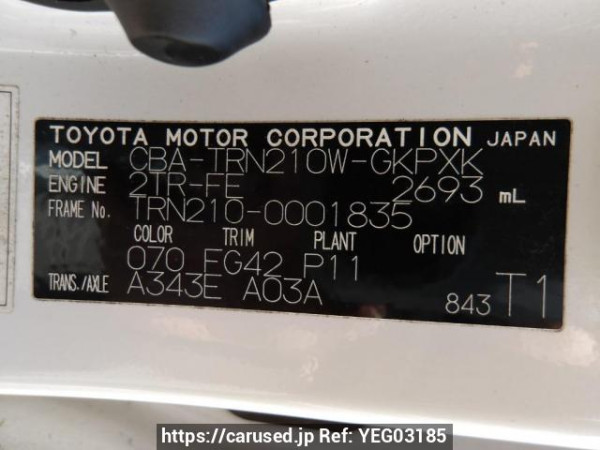 TOYOTA MOTOR CORPORATION JAPAN
MODEL CBA-TRN210W-GKPXK
ENGINE 2TR-FE 2693 mL
FRAME No. TRN210-0001835
COLOR TRIM PLANT OPTION
070 FG42 P11
TRANS./AXLE A343E A03A 843 T1
https://carused.jp Ref: YEG03185